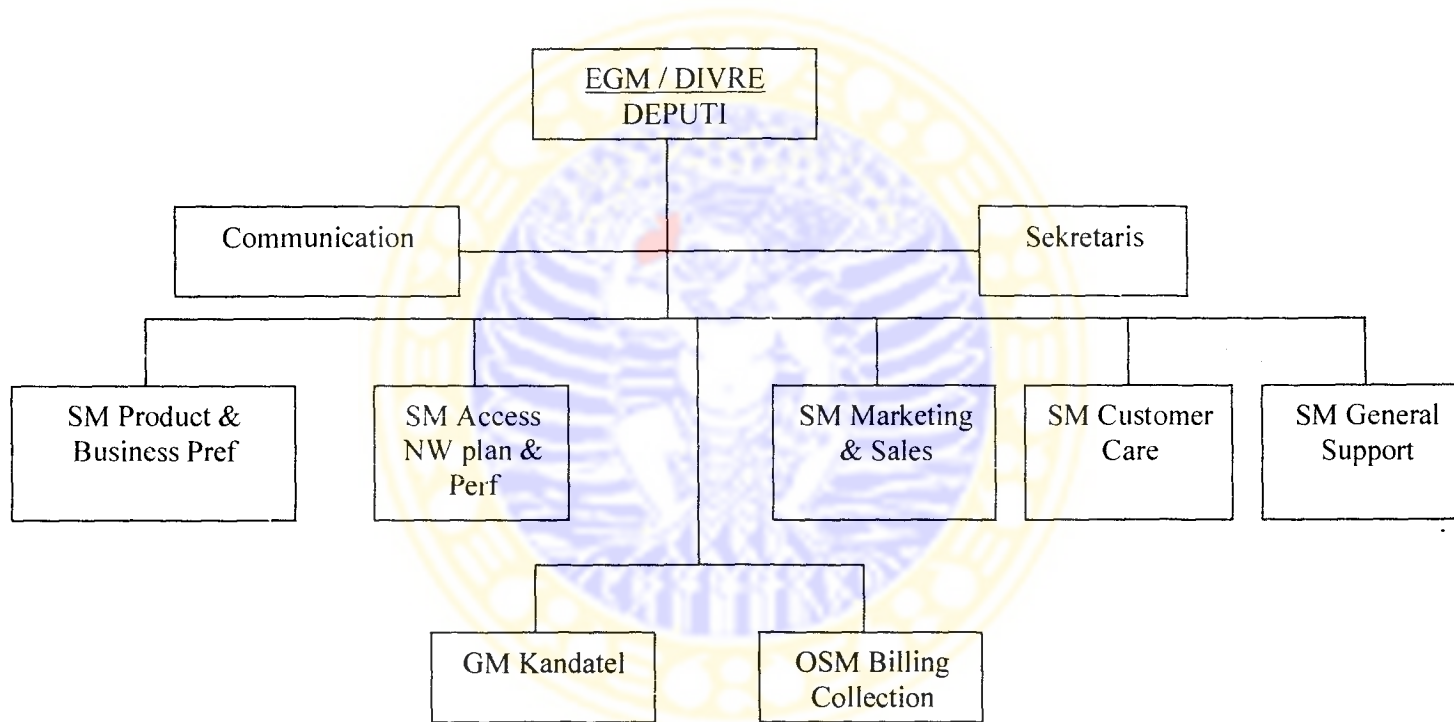 EGM / DIVRE
DEPUTI
Communication
Sekretaris
SM Product &
Business Pref
SM Access
NW plan &
Perf
SM Marketing
& Sales
SM Customer
Care
SM General
Support
GM Kandatel
OSM Billing
Collection